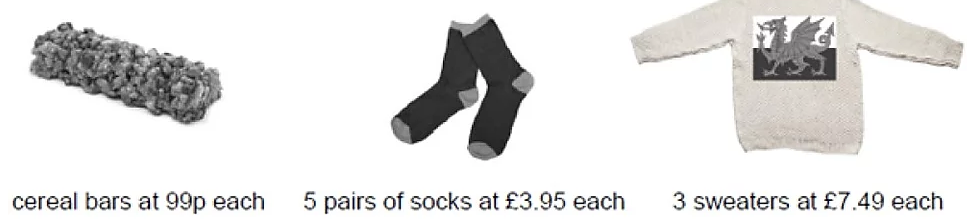 cereal bars at 99p each
5 pairs of socks at £3.95 each
3 sweaters at £7.49 each